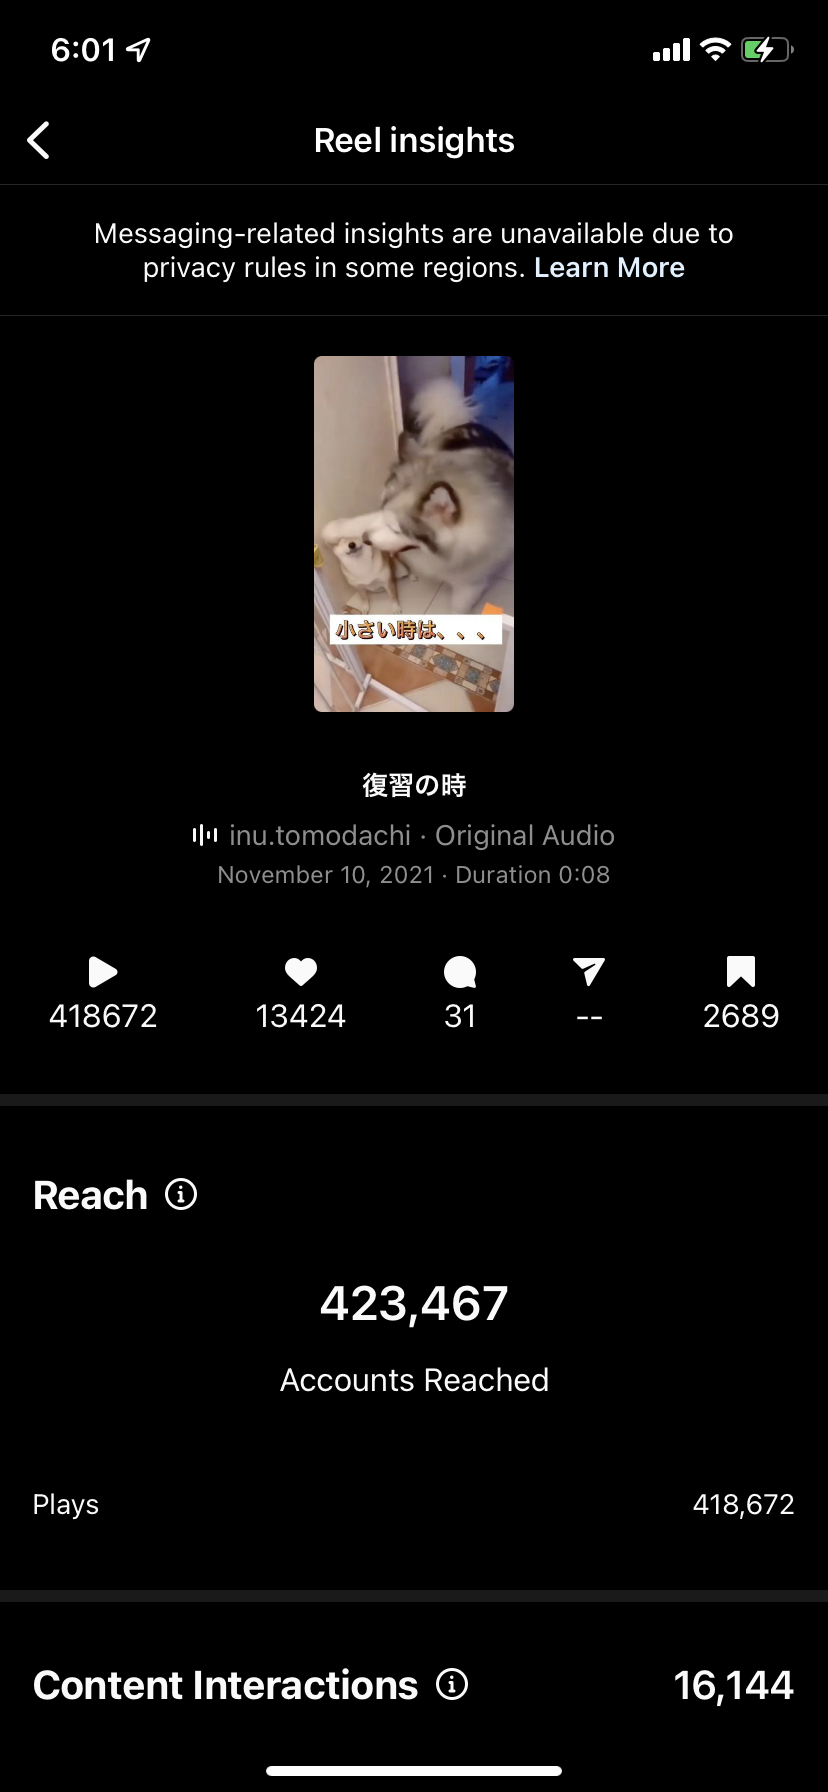 6:01
Reel insights
Messaging-related insights are unavailable due to
privacy rules in some regions. Learn More
小さい時は、、、
復習の時
inu.tomodachi · Original Audio
November 10, 2021 · Duration 0:08
418672 13424 31 -- 2689
Reach
423,467
Accounts Reached
Plays 418,672
Content Interactions 16,144